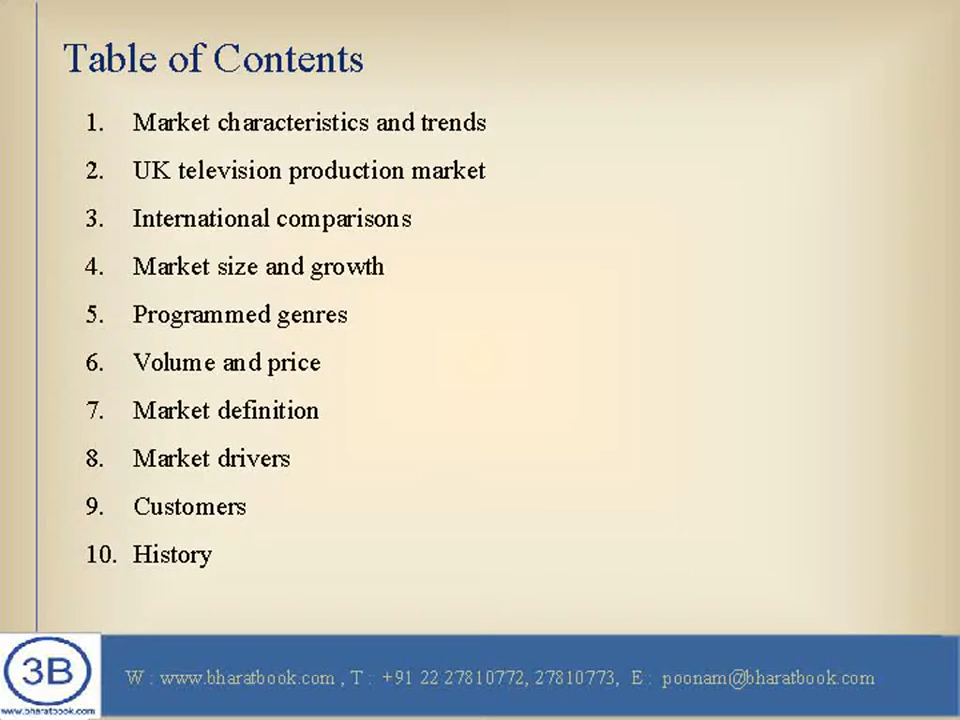 Table of Contents
1. Market characteristics and trends
2. UK television production market
3. International comparisons
4. Market size and growth
5. Programmed genres
6. Volume and price
7. Market definition
8. Market drivers
9. Customers
10. History
3B
www.bharatbook.com
W : www.bharatbook.com , T : +91 22 27810772, 27810773, E : poonam@bharatbook.com